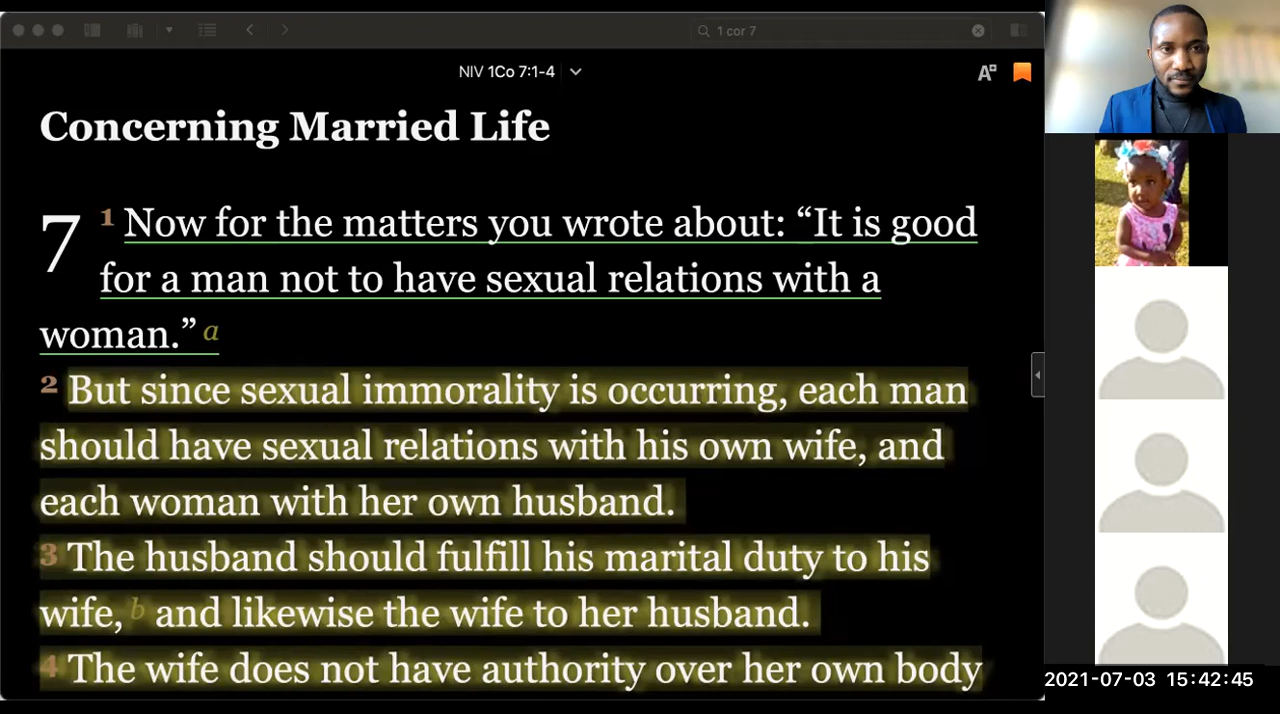 1 cor 7
NIV 1Co 7:1-4
A
Concerning Married Life
7 1 Now for the matters you wrote about: “It is good
for a man not to have sexual relations with a
woman.” a
2 But since sexual immorality is occurring, each man
should have sexual relations with his own wife, and
each woman with her own husband.
3 The husband should fulfill his marital duty to his
wife, b and likewise the wife to her husband.
4 The wife does not have authority over her own body
2021-07-03 15:42:45